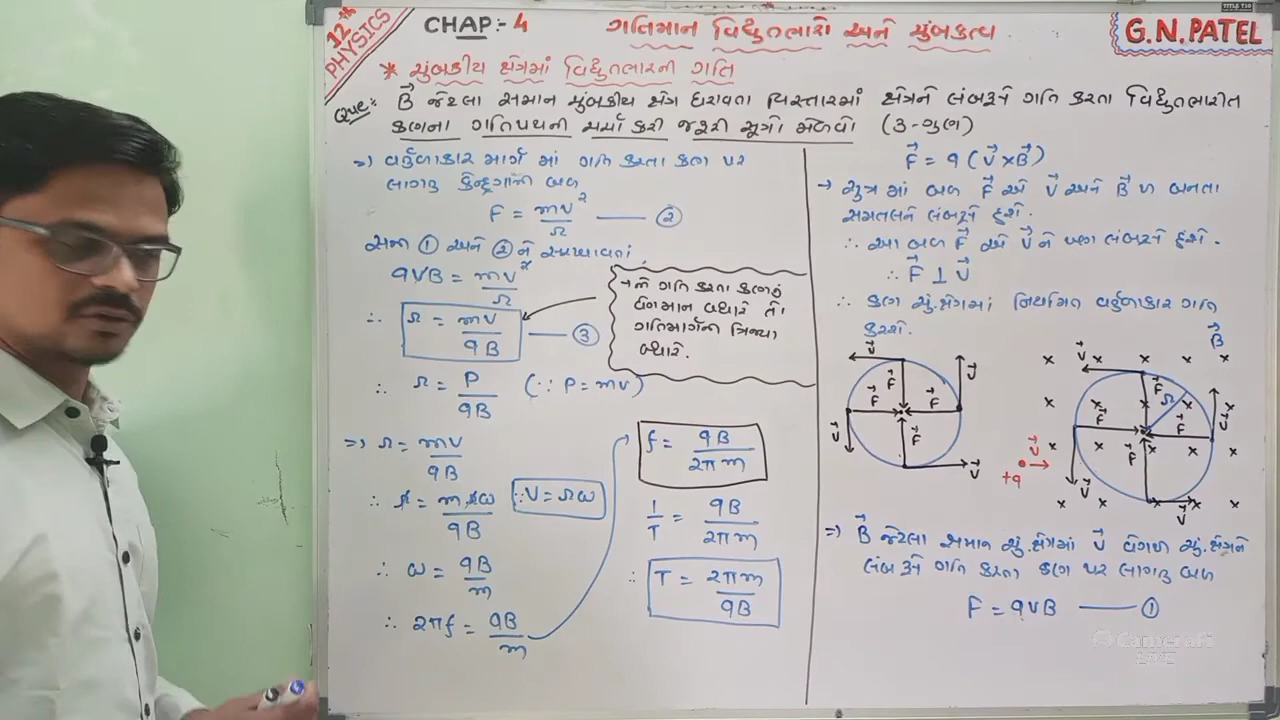 12th PHYSICS
CHAP:- 4
ગતિમાન વિદ્યુતભારો અને ચુંબકત્વ
G.N.PATEL
* ચુંબકીય ક્ષેત્રમાં વિદ્યુતભારની ગતિ
Que:- B⃗ જેટલા સમાન ચુંબકીય ક્ષેત્ર ધરાવતા વિસ્તારમાં ક્ષેત્રને લંબરૂપે ગતિ કરતા વિદ્યુતભારીત
કણના ગતિપથની ચર્ચા કરી જરૂરી સૂત્રો મેળવો (3-ગુણ)
⇒ વર્તુળાકાર માર્ગ માં ગતિ કરતા કણ પર
લાગતુ કેન્દ્રગામી બળ
F = mv²/r —— ②
સમી ① અને ② ને સરખાવતાં,
qVB = mv²/r
∴ r = mv/qB —— ③
→ જો ગતિ કરતા કણનું
વેગમાન વધારે તો
ગતિમાર્ગની ત્રિજ્યા
વધારે.
∴ r = P/qB (∵ P = mv)
⇒ r = mv/qB
∴ r = mrω/qB ∵ V = rω
∴ ω = qB/m
∴ 2πf = qB/m
f = qB/2πm
1/T = qB/2πm
∴ T = 2πm/qB
F⃗ = q (V⃗ x B⃗)
→ સુત્ર માં બળ F⃗ એ V⃗ અને B⃗ થી બનતા
સમતલને લંબરૂપે હશે.
∴ આ બળ F⃗ એ V⃗ ને પણ લંબરૂપે હશે.
∴ F⃗ ⊥ V⃗
∴ કણ ચું.ક્ષેત્રમાં નિયમિત વર્તુળાકાર ગતિ
કરશે.
V⃗ F⃗ V⃗ F⃗ F⃗ V⃗ F⃗ V⃗
B⃗
x V⃗ x x x x
x x F⃗ r x x
F⃗ F⃗ V⃗
x x x x x
+q V⃗ F⃗
V⃗ x x V⃗ x x
⇒ B⃗ જેટલા સમાન ચું.ક્ષેત્રમાં V⃗ વેગથી ચું.ક્ષેત્રને
લંબ રૂપે ગતિ કરતા કણ પર લાગતુ બળ
F = qVB —— ①